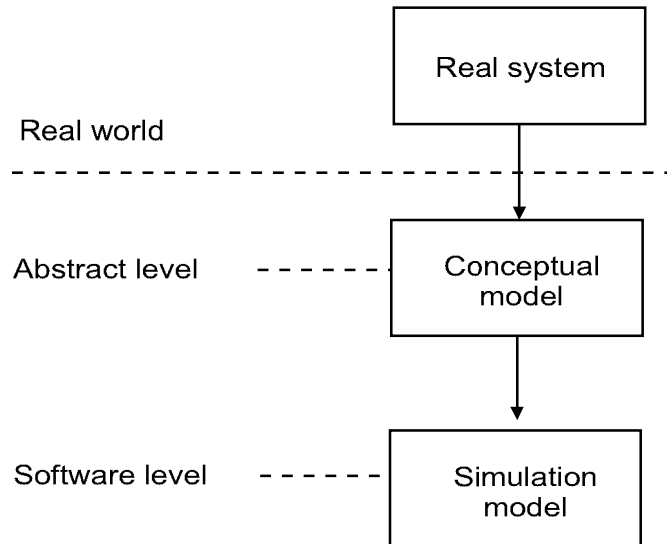 Real system
Real world
Abstract level
Conceptual
model
Software level
Simulation
model